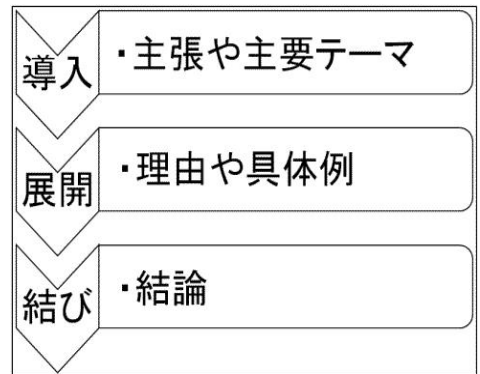 導入
・主張や主要テーマ
展開
・理由や具体例
結び
・結論